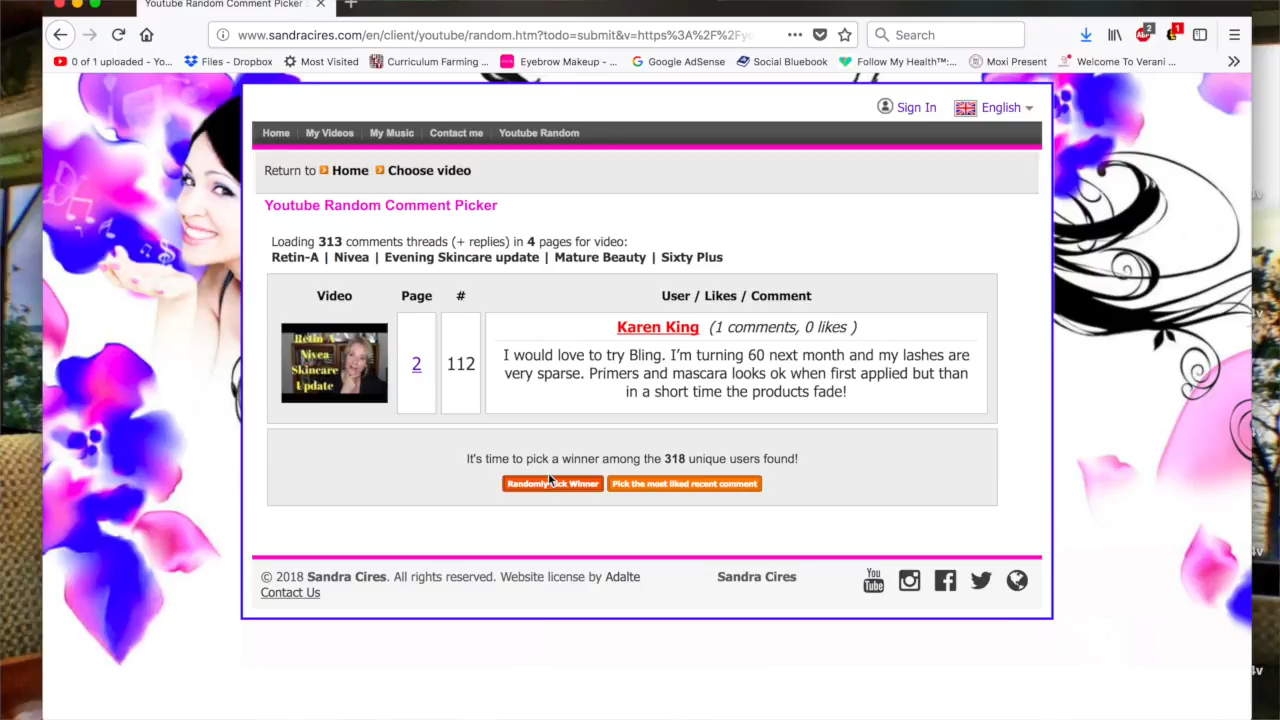 Youtube Random Comment Picker
www.sandracires.com/en/client/youtube/random.htm?todo=submit&v=https%3A%2F%2F
Search
2
1
0 of 1 uploaded - Yo...
Files - Dropbox
Most Visited
Curriculum Farming ...
Eyebrow Makeup - ...
Google AdSense
Social Bluebook
Follow My Health™:...
Moxi Present
Welcome To Verani ...
Sign In
English
Home
My Videos
My Music
Contact me
Youtube Random
Return to Home Choose video
Youtube Random Comment Picker
Loading 313 comments threads (+ replies) in 4 pages for video:
Retin-A | Nivea | Evening Skincare update | Mature Beauty | Sixty Plus
Video
Page
#
User / Likes / Comment
Retin A
Nivea
Skincare
Update
2
112
Karen King (1 comments, 0 likes )
I would love to try Bling. I'm turning 60 next month and my lashes are
very sparse. Primers and mascara looks ok when first applied but than
in a short time the products fade!
It's time to pick a winner among the 318 unique users found!
Randomly Pick Winner
Pick the most liked recent comment
© 2018 Sandra Cires. All rights reserved. Website license by Adalte
Contact Us
Sandra Cires
You
Tube